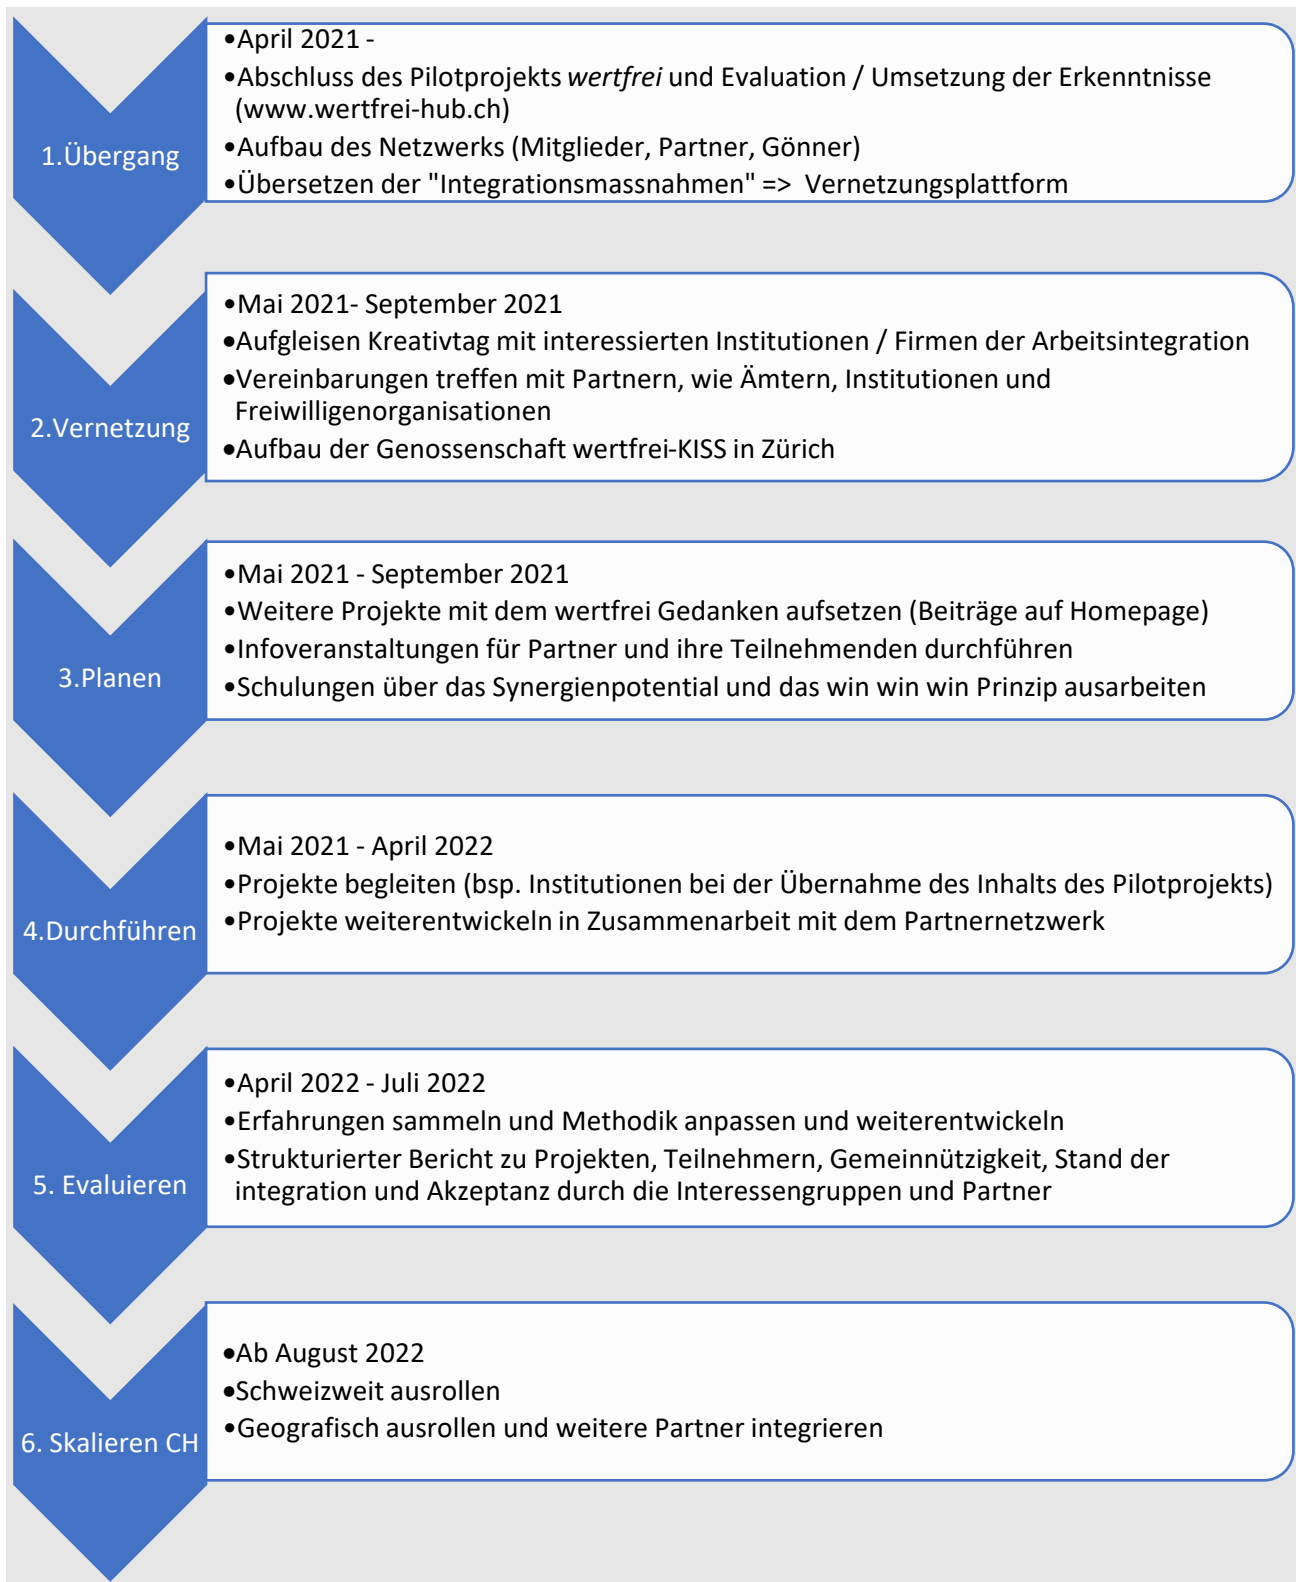 1.Übergang
•April 2021 -
•Abschluss des Pilotprojekts wertfrei und Evaluation / Umsetzung der Erkenntnisse
(www.wertfrei-hub.ch)
•Aufbau des Netzwerks (Mitglieder, Partner, Gönner)
•Übersetzen der "Integrationsmassnahmen" => Vernetzungsplattform
2.Vernetzung
•Mai 2021- September 2021
•Aufgleisen Kreativtag mit interessierten Institutionen / Firmen der Arbeitsintegration
•Vereinbarungen treffen mit Partnern, wie Ämtern, Institutionen und
Freiwilligenorganisationen
•Aufbau der Genossenschaft wertfrei-KISS in Zürich
3.Planen
•Mai 2021 - September 2021
•Weitere Projekte mit dem wertfrei Gedanken aufsetzen (Beiträge auf Homepage)
•Infoveranstaltungen für Partner und ihre Teilnehmenden durchführen
•Schulungen über das Synergienpotential und das win win win Prinzip ausarbeiten
4.Durchführen
•Mai 2021 - April 2022
•Projekte begleiten (bsp. Institutionen bei der Übernahme des Inhalts des Pilotprojekts)
•Projekte weiterentwickeln in Zusammenarbeit mit dem Partnernetzwerk
5. Evaluieren
•April 2022 - Juli 2022
•Erfahrungen sammeln und Methodik anpassen und weiterentwickeln
•Strukturierter Bericht zu Projekten, Teilnehmern, Gemeinnützigkeit, Stand der
integration und Akzeptanz durch die Interessengruppen und Partner
6. Skalieren CH
•Ab August 2022
•Schweizweit ausrollen
•Geografisch ausrollen und weitere Partner integrieren